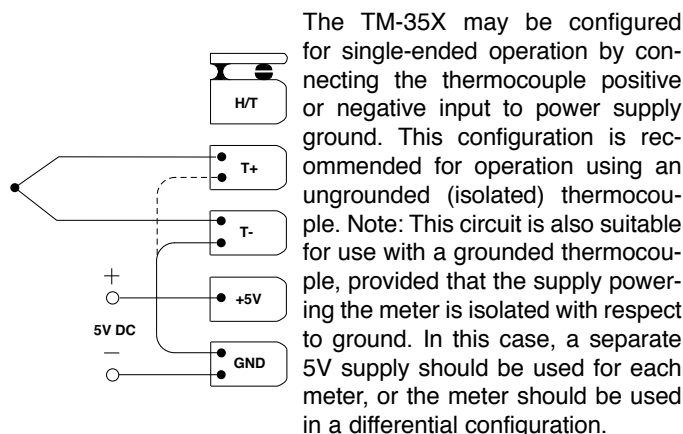 The TM-35X may be configured
for single-ended operation by con-
necting the thermocouple positive
or negative input to power supply
ground. This configuration is rec-
ommended for operation using an
ungrounded (isolated) thermocou-
ple. Note: This circuit is also suitable
for use with a grounded thermocou-
ple, provided that the supply power-
ing the meter is isolated with respect
to ground. In this case, a separate
5V supply should be used for each
meter, or the meter should be used
in a differential configuration.
H/T
T+
T-
+
+5V
5V DC
—
GND